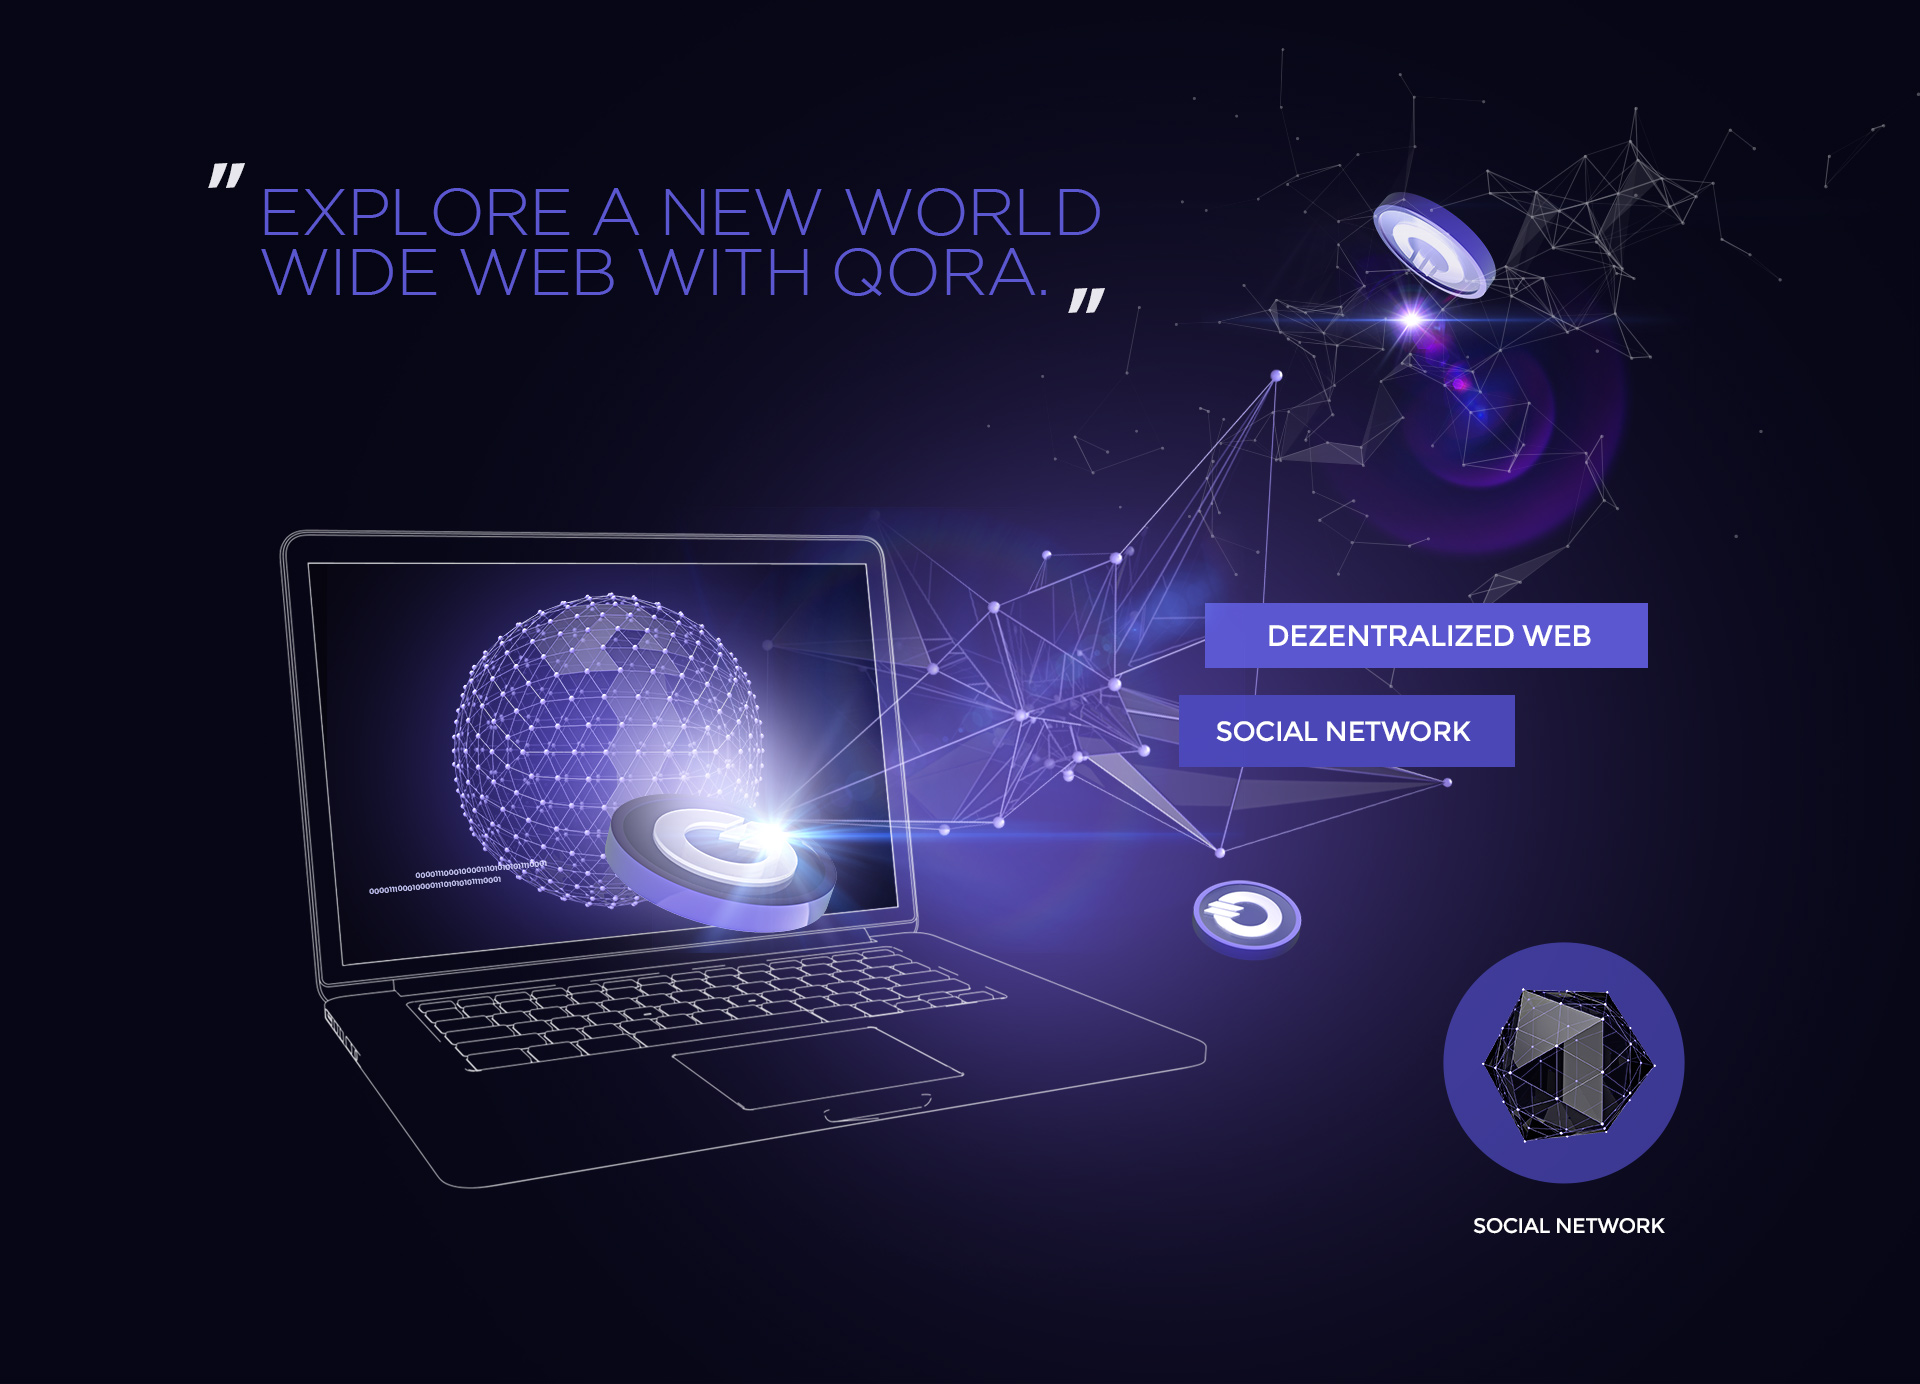 " EXPLORE A NEW WORLD
WIDE WEB WITH QORA. "
DEZENTRALIZED WEB
SOCIAL NETWORK
SOCIAL NETWORK